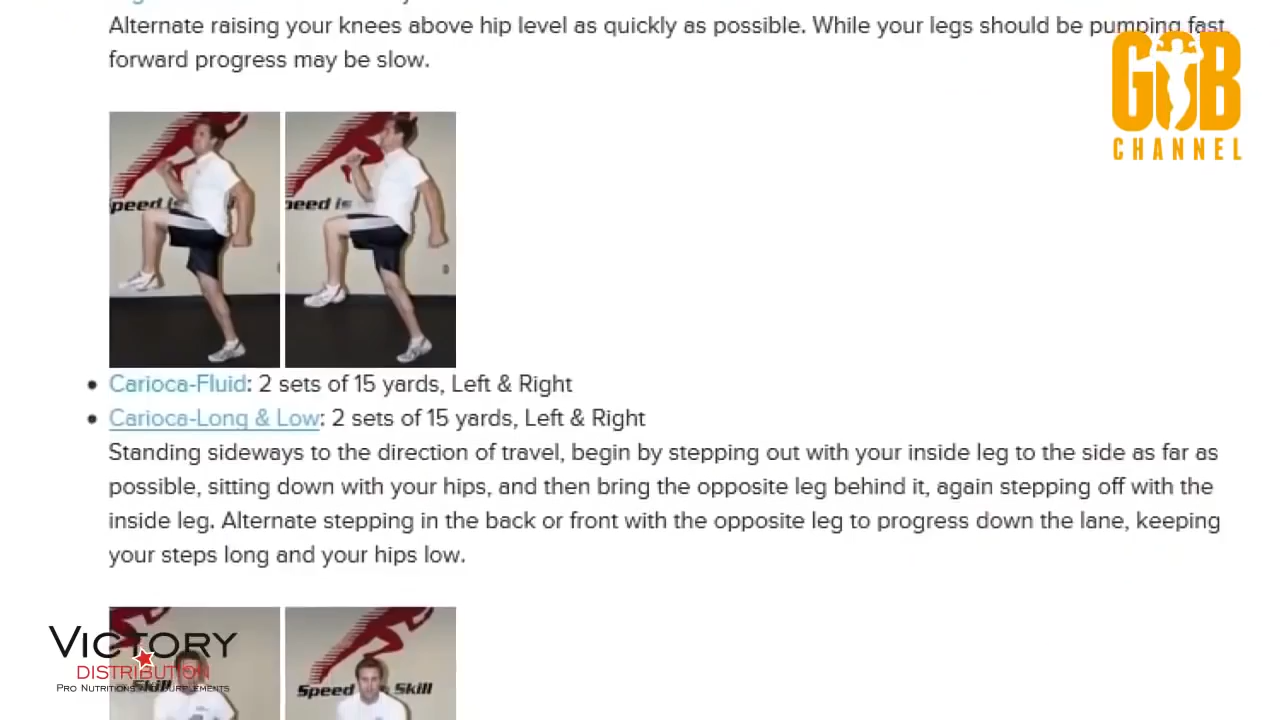 Alternate raising your knees above hip level as quickly as possible. While your legs should be pumping fast,
forward progress may be slow.
GOB
CHANNEL
peed is
peed is
Carioca-Fluid: 2 sets of 15 yards, Left & Right
Carioca-Long & Low: 2 sets of 15 yards, Left & Right
Standing sideways to the direction of travel, begin by stepping out with your inside leg to the side as far as
possible, sitting down with your hips, and then bring the opposite leg behind it, again stepping off with the
inside leg. Alternate stepping in the back or front with the opposite leg to progress down the lane, keeping
your steps long and your hips low.
VICTORY
DISTRIBUTION
PRO NUTRITIONS AND SUPPLEMENTS
Skill
Speed Skill